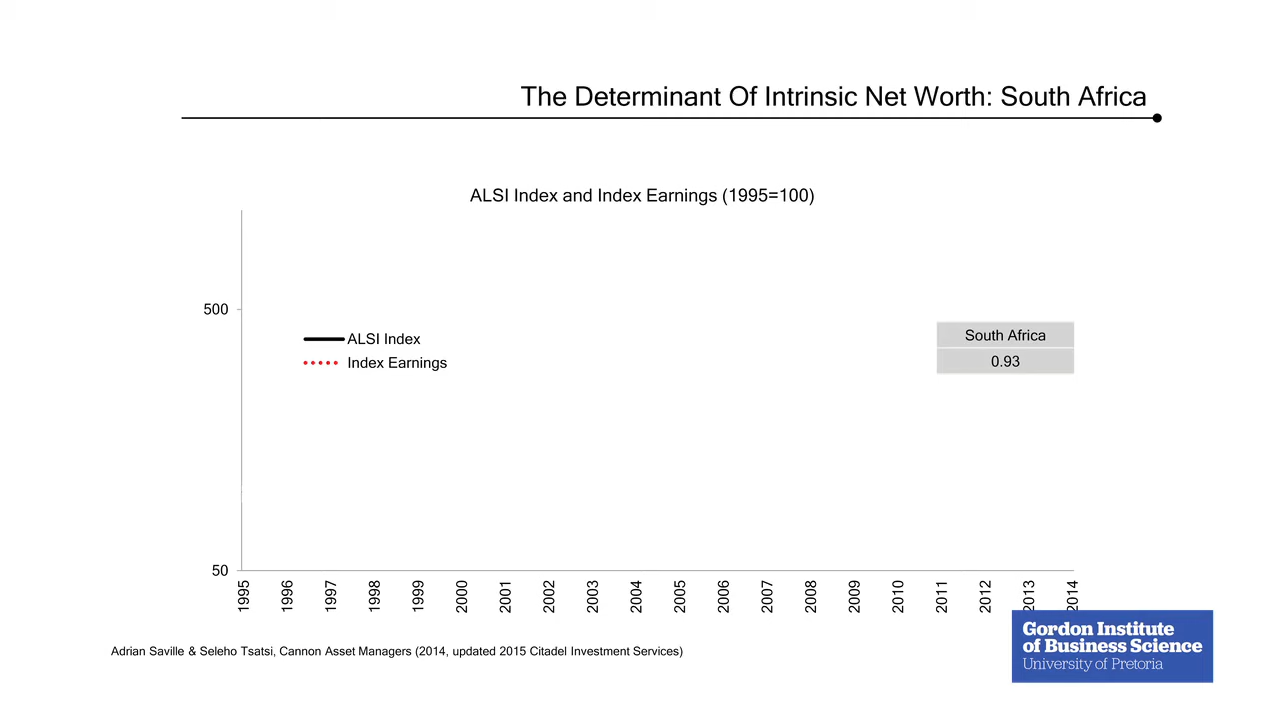 The Determinant Of Intrinsic Net Worth: South Africa
ALSI Index and Index Earnings (1995=100)
500
ALSI Index
Index Earnings
South Africa
0.93
50
1995 1996 1997 1998 1999 2000 2001 2002 2003 2004 2005 2006 2007 2008 2009 2010 2011 2012 2013 2014
Adrian Saville & Seleho Tsatsi, Cannon Asset Managers (2014, updated 2015 Citadel Investment Services)
Gordon Institute
of Business Science
University of Pretoria